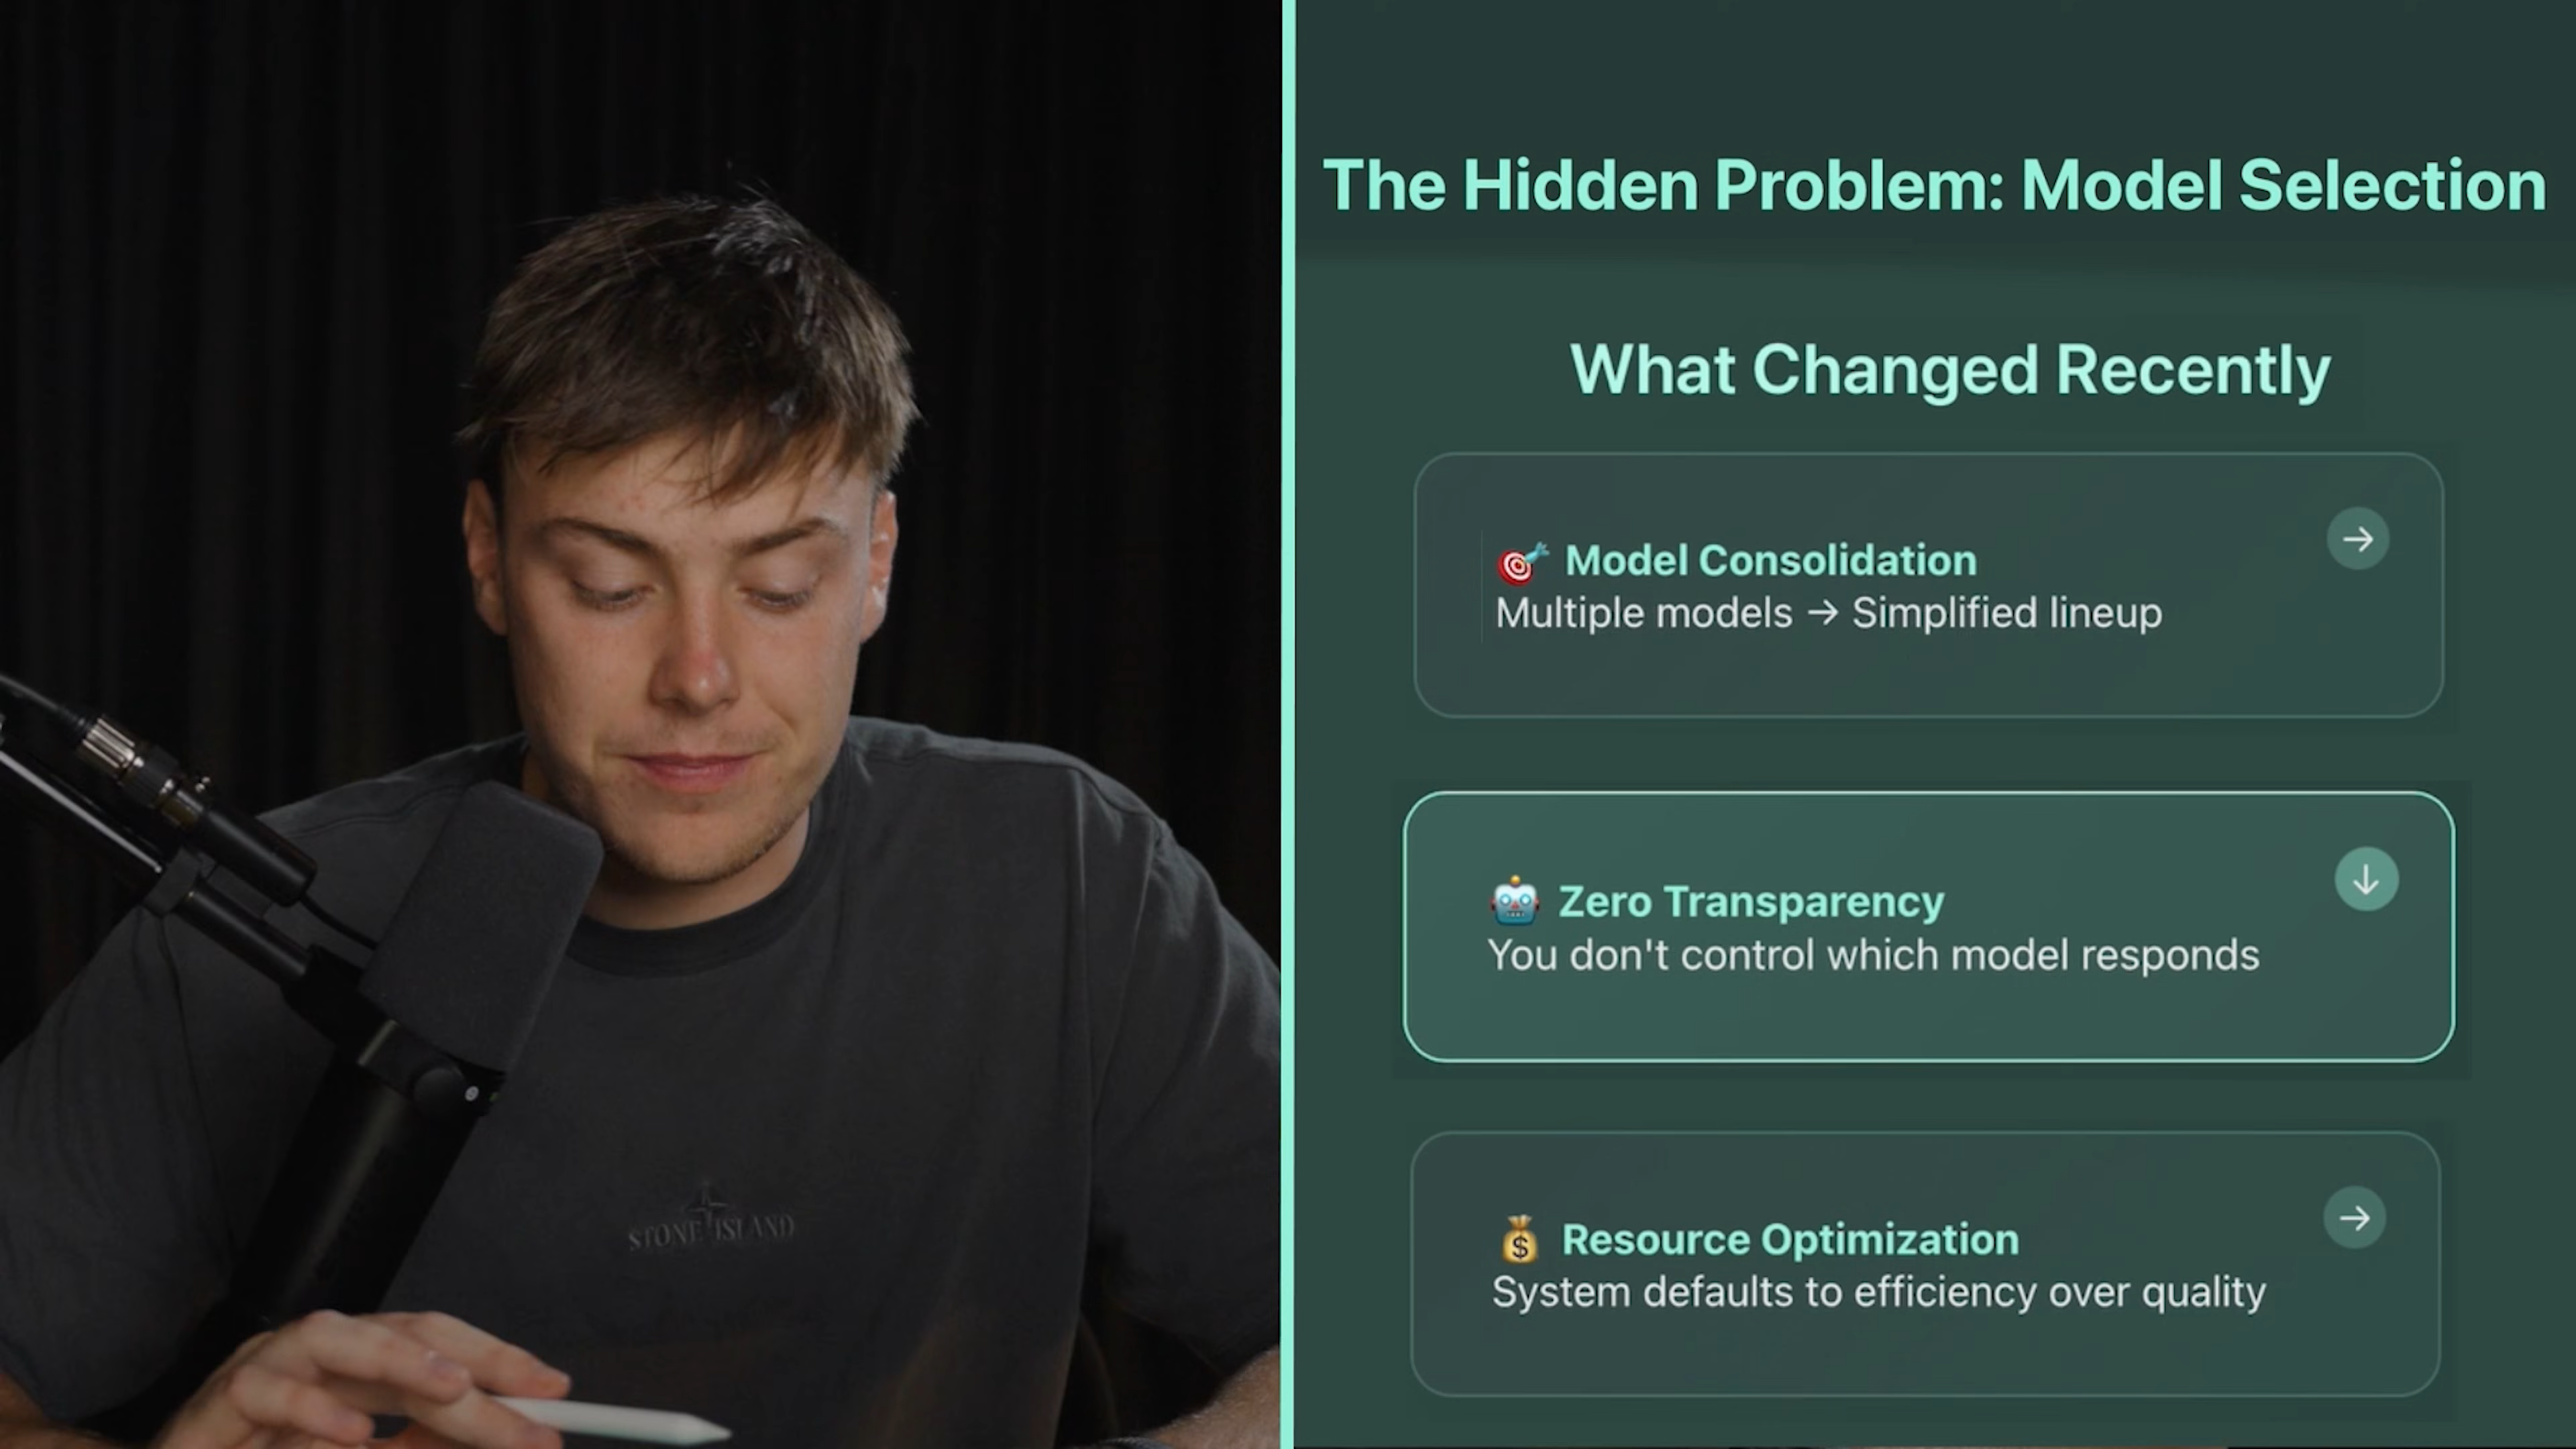 The Hidden Problem: Model Selection
What Changed Recently
🎯 Model Consolidation
Multiple models → Simplified lineup
🤖 Zero Transparency
You don't control which model responds
💰 Resource Optimization
System defaults to efficiency over quality
STONE ISLAND